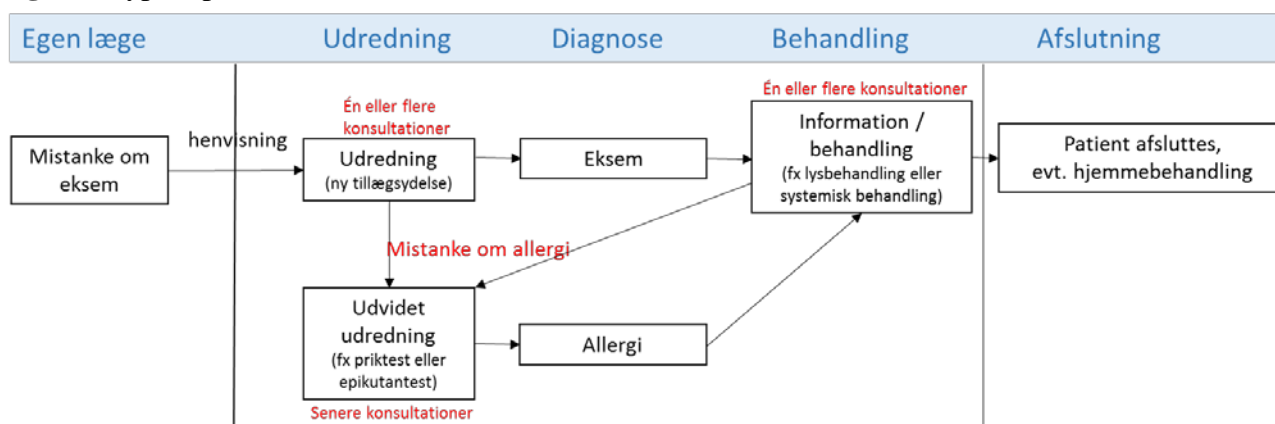 Egen læge
Udredning
Diagnose
Behandling
Afslutning
Mistanke om
eksem
henvisning
Én eller flere
konsultationer
Udredning
(ny tillægsydelse)
Eksem
Én eller flere konsultationer
Information /
behandling
(fx lysbehandling eller
systemisk behandling)
Patient afsluttes,
evt. hjemmebehandling
Mistanke om allergi
Udvidet
udredning
(fx priktest eller
epikutantest)
Senere konsultationer
Allergi